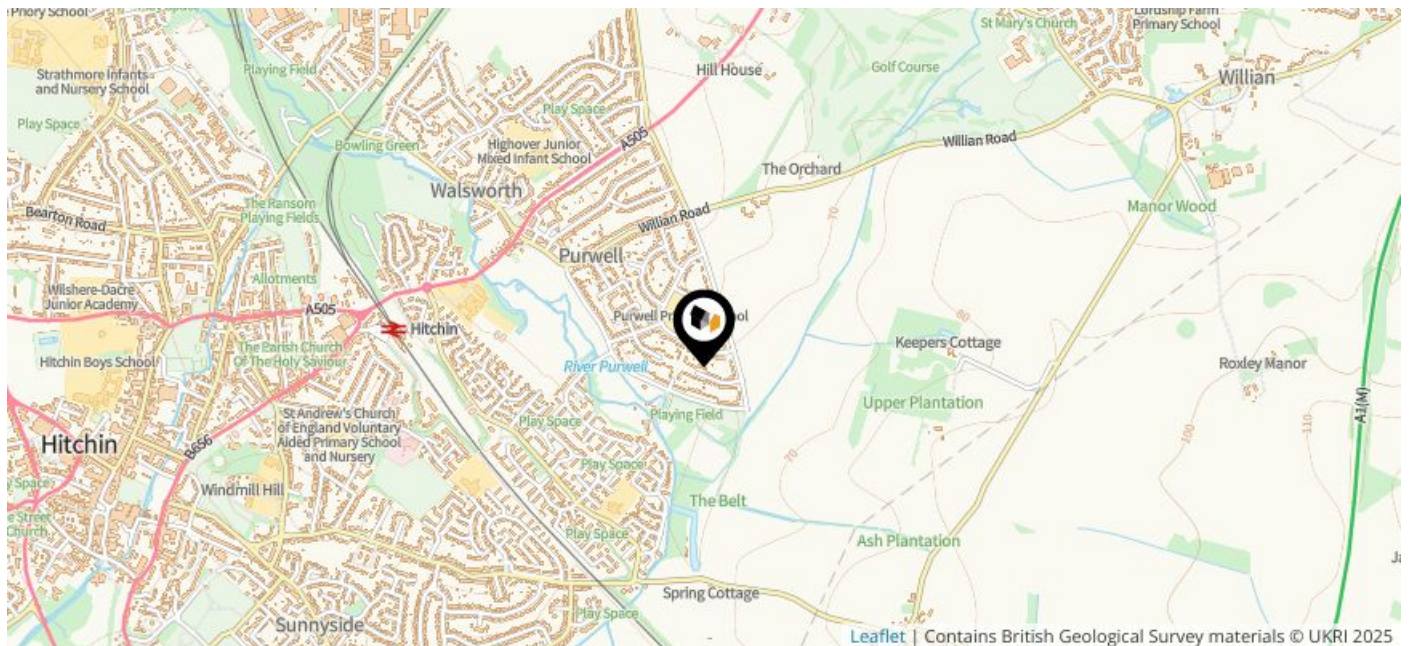 Priory School
Playing Field
Strathmore Infants
and Nursery School
Play Space
Bearton Road
The Ransom
Playing Fields
Allotments
Wilshere-Dacre
Junior Academy
A505
Hitchin Boys School
The Parish Church
Of The Holy Saviour
Hitchin
Hitchin
B656
St Andrew's Church
of England Voluntary
Aided Primary School
and Nursery
Windmill Hill
Play Space
Street
Church
Sunnyside
Bowling Green
Play Space
Highover Junior
Mixed Infant School
Walsworth
A505
Hill House
Golf Course
St Mary's Church
Lordship Farm
Primary School
Willian
Willian Road
The Orchard
Willian Road
Purwell
River Purwell
Playing Field
Play Space
Play Space
Play Space
Play Space
The Belt
Spring Cottage
Manor Wood
Keepers Cottage
Upper Plantation
Roxley Manor
Ash Plantation
A1(M)
60
70
70
80
100
110
Leaflet | Contains British Geological Survey materials © UKRI 2025